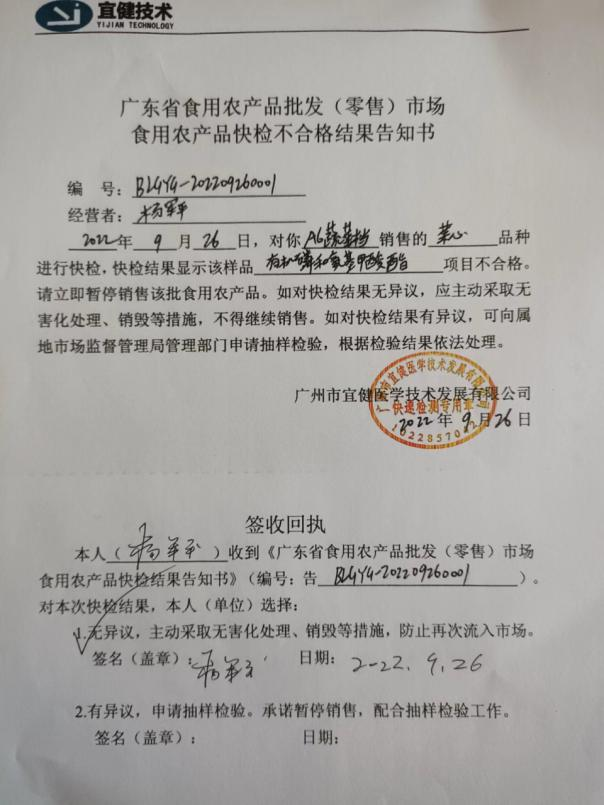 宜健技术
YIJIAN TECHNOLOGY
广东省食用农产品批发（零售）市场
食用农产品快检不合格结果告知书
编 号：BLGYG-202209260001
经营者：杨军平
2022年 9 月 26 日，对你 A6蔬菜档 销售的 菜心 品种
进行快检，快检结果显示该样品 有机磷和氨基甲酸酯 项目不合格。
请立即暂停销售该批食用农产品。如对快检结果无异议，应主动采取无
害化处理、销毁等措施，不得继续销售。如对快检结果有异议，可向属
地市场监督管理局管理部门申请抽样检验，根据检验结果依法处理。
广州市宜健医学技术发展有限公司
广州市宜健医学技术发展有限公司
快速检测专用章
2022 年 9 月 26 日
签收回执
本人（杨军平）收到《广东省食用农产品批发（零售）市场
食用农产品快检结果告知书》（编号：告 BLGYG-202209260001）。
对本次快检结果，本人（单位）选择：
1.无异议，主动采取无害化处理、销毁等措施，防止再次流入市场。
签名（盖章）：杨军平 日期：2022.9.26
2.有异议，申请抽样检验。承诺暂停销售，配合抽样检验工作。
签名（盖章）： 日期：